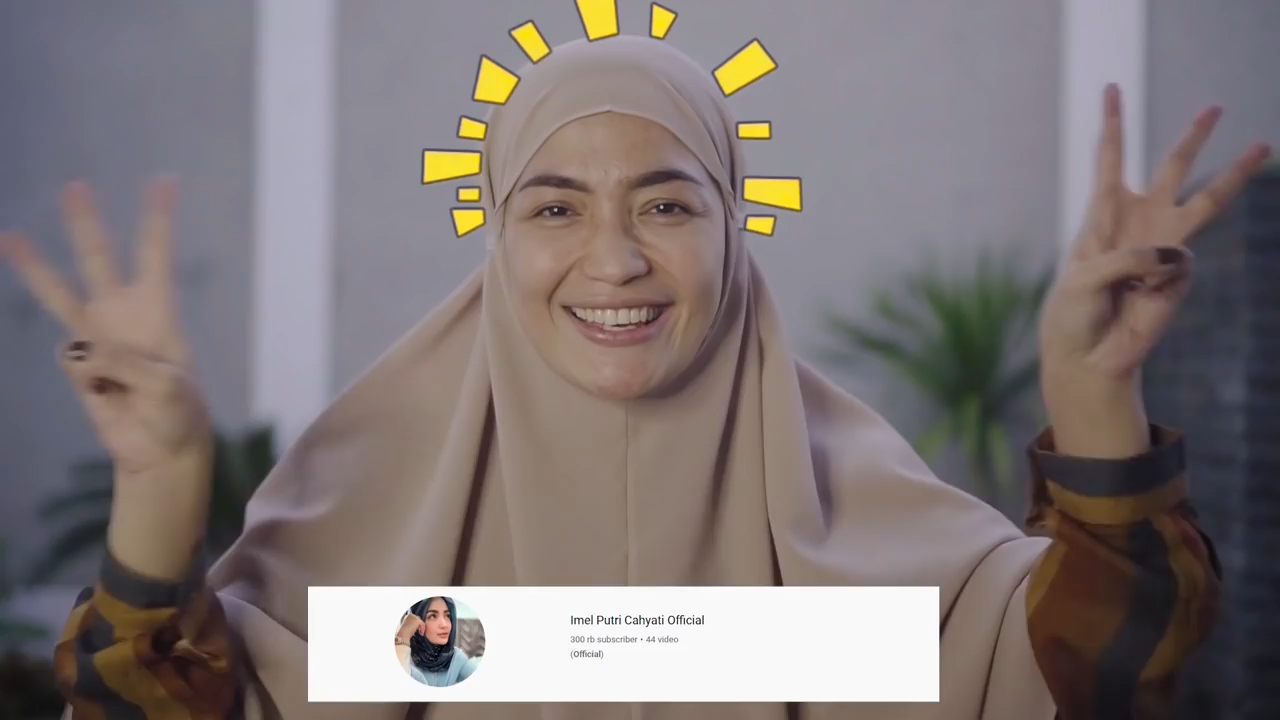 Imel Putri Cahyati Official
300 rb subscriber • 44 video
(Official)